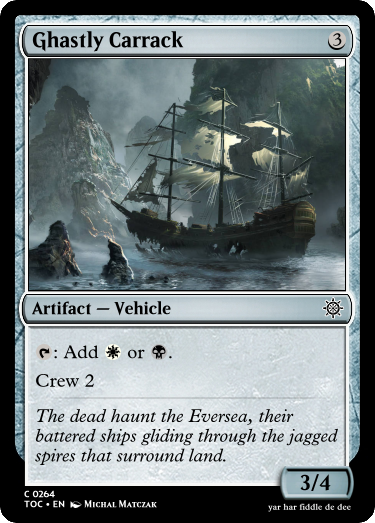 Ghastly Carrack 3
Artifact — Vehicle
: Add or .
Crew 2
The dead haunt the Eversea, their
battered ships gliding through the jagged
spires that surround land.
3/4
C 0264
TOC • EN Michal Matczak
yar har fiddle de dee